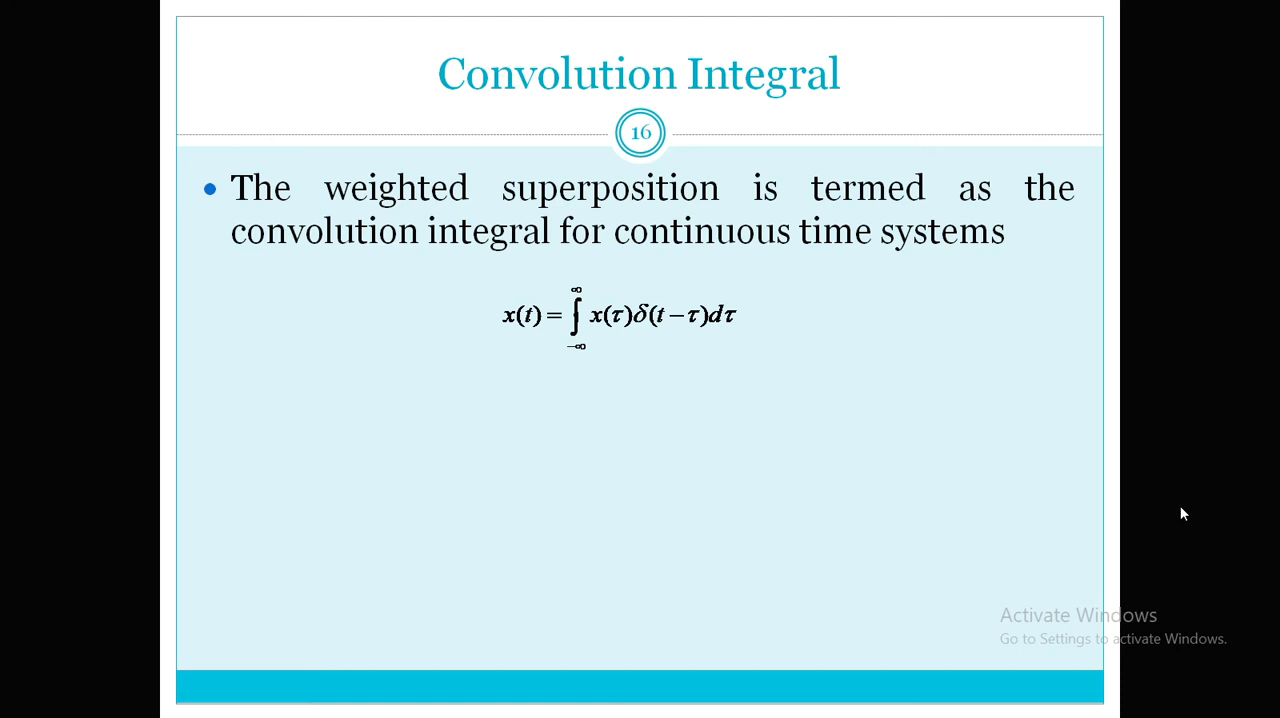 Convolution Integral
16
• The weighted superposition is termed as the
convolution integral for continuous time systems
∞
x(t) = ∫ x(τ)δ(t − τ)dτ
−∞
Activate Windows
Go to Settings to activate Windows.